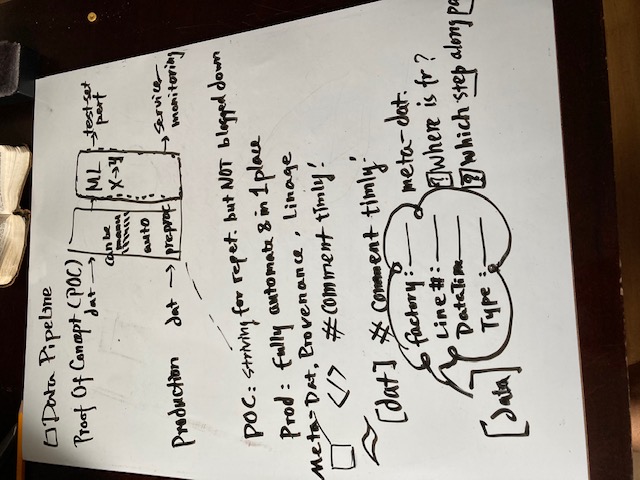 □ Data Pipeline
Proof Of Concept (POC)
dat →
can be
manu
auto
preproc
ML
X→y
→ test set
perf
Production dat →
→ service
monitoring
POC: striving for repet. but NOT blogged down
Prod: fully automate & in 1 place
Meta-Dat, Provenance, Linage
</> # comment timly!
[dat] # comment timly!
factory: ___
Line#: ___
DataTim
Type: ___
[data]
meta-dat.
? Where is fr?
? which step along pa